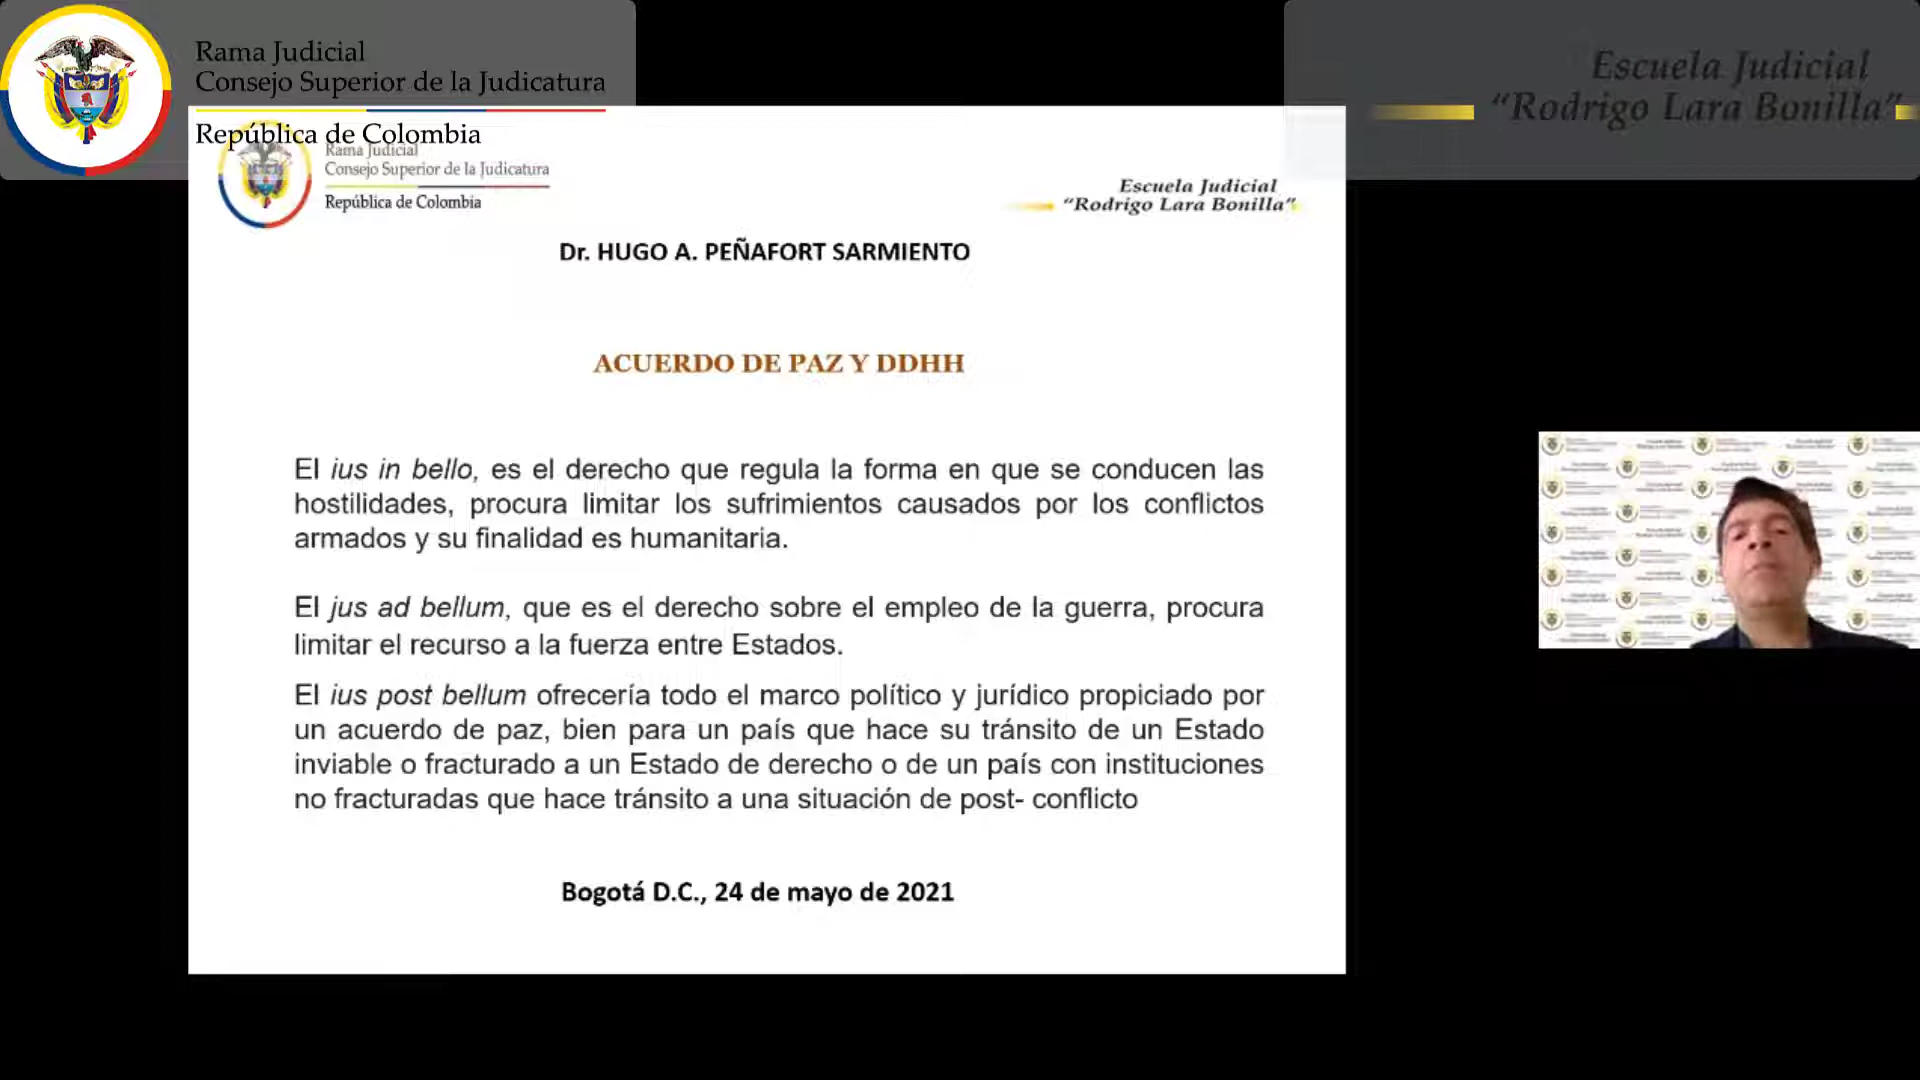 Rama Judicial
Consejo Superior de la Judicatura
República de Colombia
Escuela Judicial
“Rodrigo Lara Bonilla”
Rama Judicial
Consejo Superior de la Judicatura
República de Colombia
Escuela Judicial
“Rodrigo Lara Bonilla”
Dr. HUGO A. PEÑAFORT SARMIENTO
ACUERDO DE PAZ Y DDHH
El ius in bello, es el derecho que regula la forma en que se conducen las
hostilidades, procura limitar los sufrimientos causados por los conflictos
armados y su finalidad es humanitaria.
El jus ad bellum, que es el derecho sobre el empleo de la guerra, procura
limitar el recurso a la fuerza entre Estados.
El ius post bellum ofrecería todo el marco político y jurídico propiciado por
un acuerdo de paz, bien para un país que hace su tránsito de un Estado
inviable o fracturado a un Estado de derecho o de un país con instituciones
no fracturadas que hace tránsito a una situación de post- conflicto
Bogotá D.C., 24 de mayo de 2021